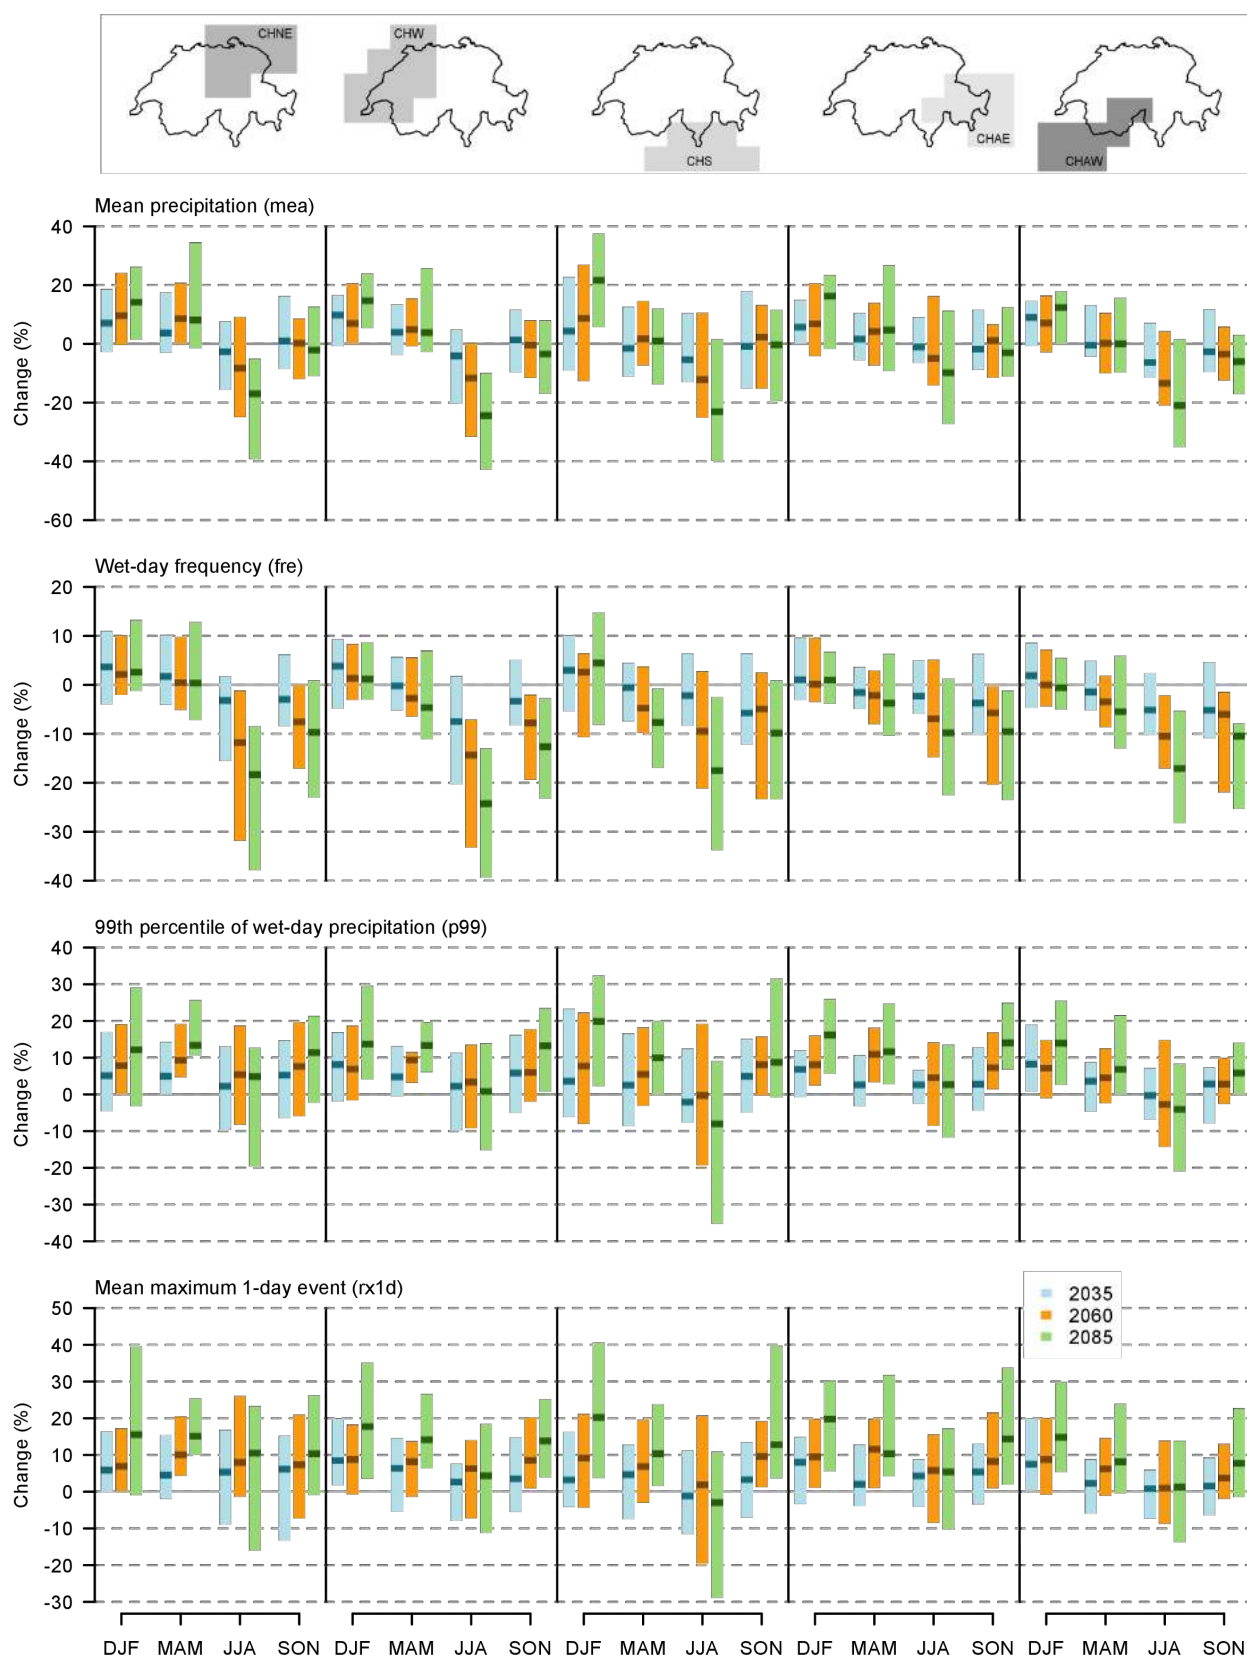 CHNE
CHW
CHS
CHAE
CHAW
Mean precipitation (mea)
Change (%)
40
20
0
-20
-40
-60
Wet-day frequency (fre)
Change (%)
20
10
0
-10
-20
-30
-40
99th percentile of wet-day precipitation (p99)
Change (%)
40
30
20
10
0
-10
-20
-30
-40
Mean maximum 1-day event (rx1d)
Change (%)
50
40
30
20
10
0
-10
-20
-30
2035
2060
2085
DJF MAM JJA SON DJF MAM JJA SON DJF MAM JJA SON DJF MAM JJA SON DJF MAM JJA SON